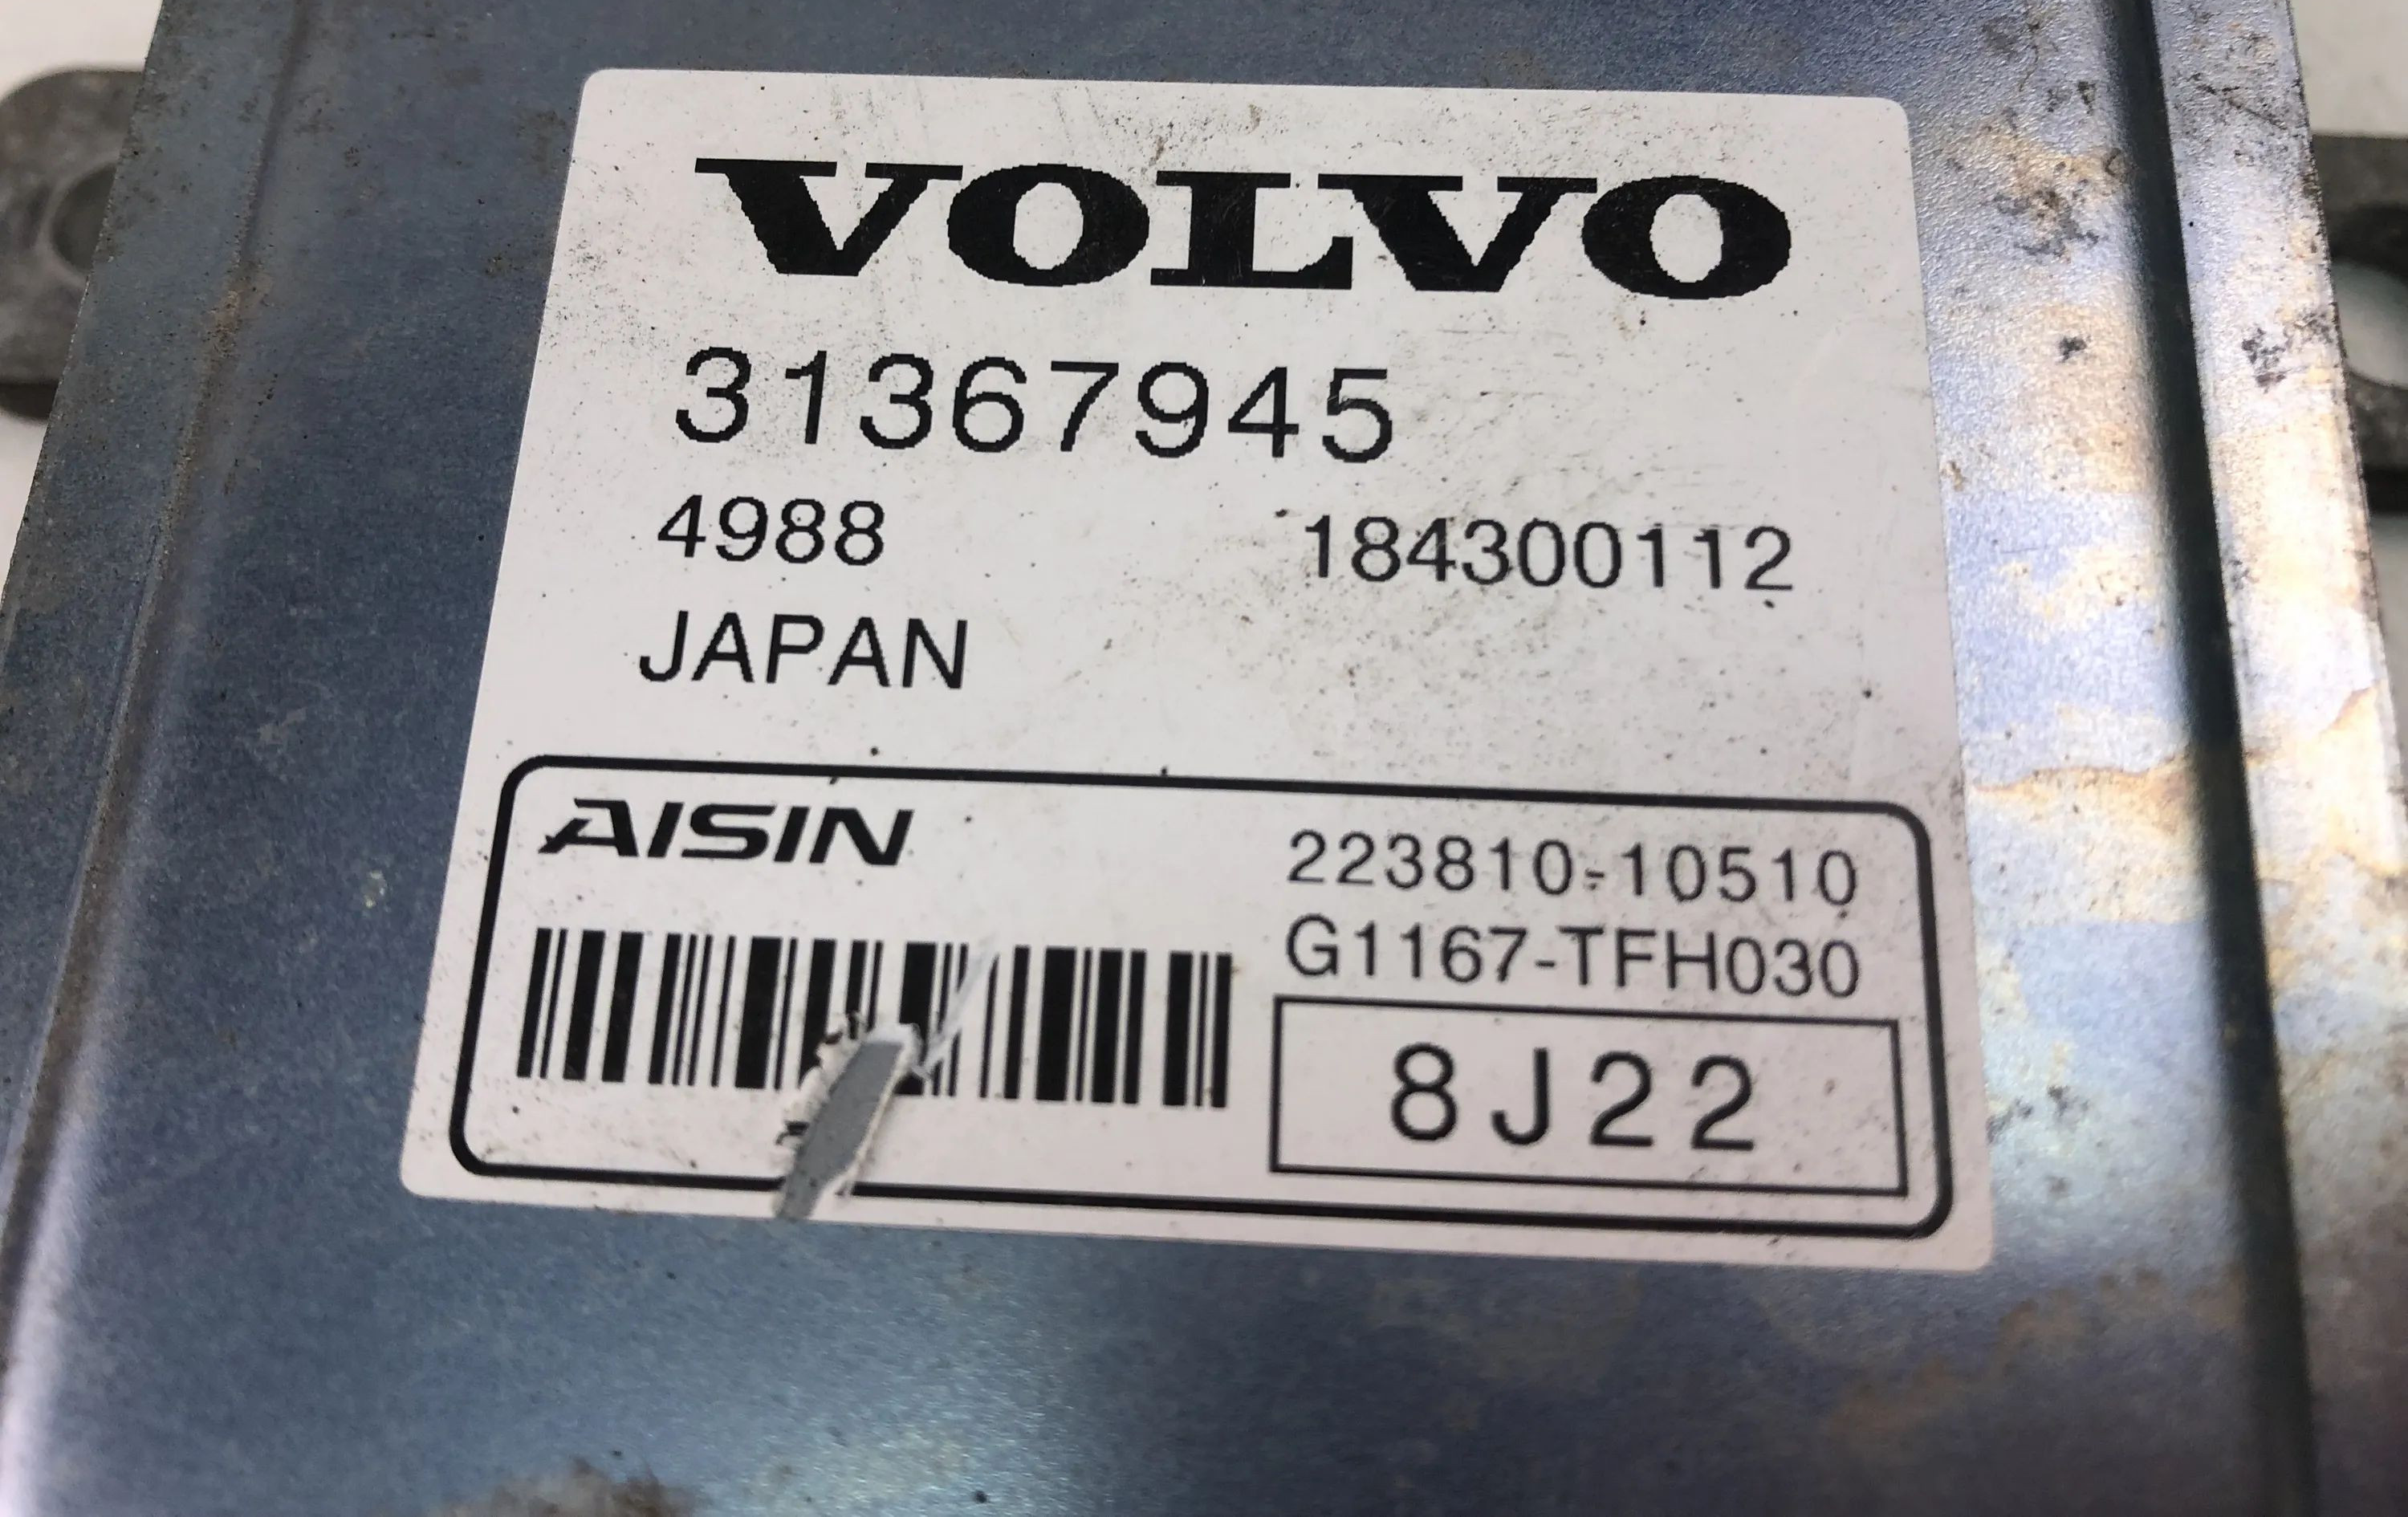 VOLVO
31367945
4988 184300112
JAPAN
AISIN
223810-10510
G1167-TFH030
8J22